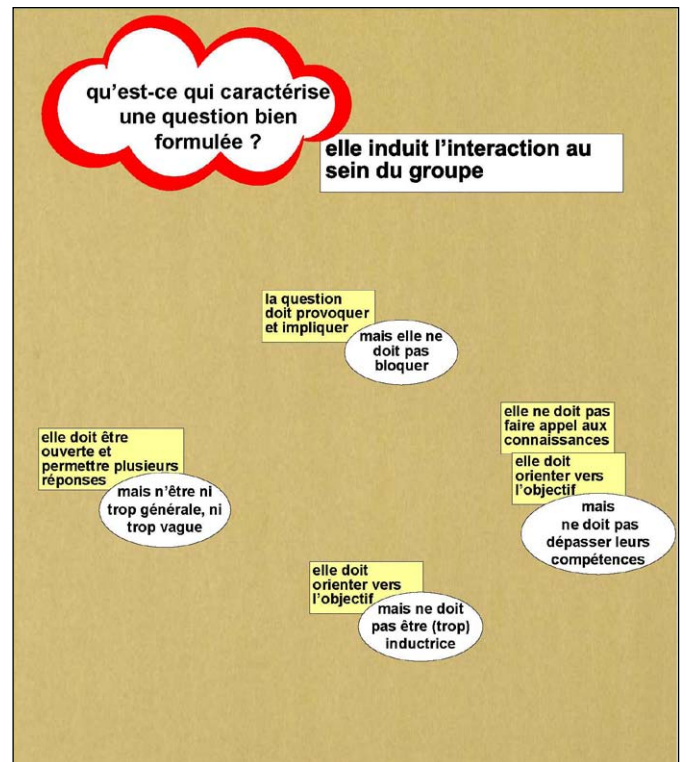 qu’est-ce qui caractérise
une question bien
formulée ?
elle induit l’interaction au
sein du groupe
la question
doit provoquer
et impliquer
mais elle ne
doit pas
bloquer
elle doit être
ouverte et
permettre plusieurs
réponses
mais n’être ni
trop générale, ni
trop vague
elle ne doit pas
faire appel aux
connaissances
elle doit
orienter vers
l’objectif
mais
ne doit pas
dépasser leurs
compétences
elle doit
orienter vers
l’objectif
mais ne doit
pas être (trop)
inductrice